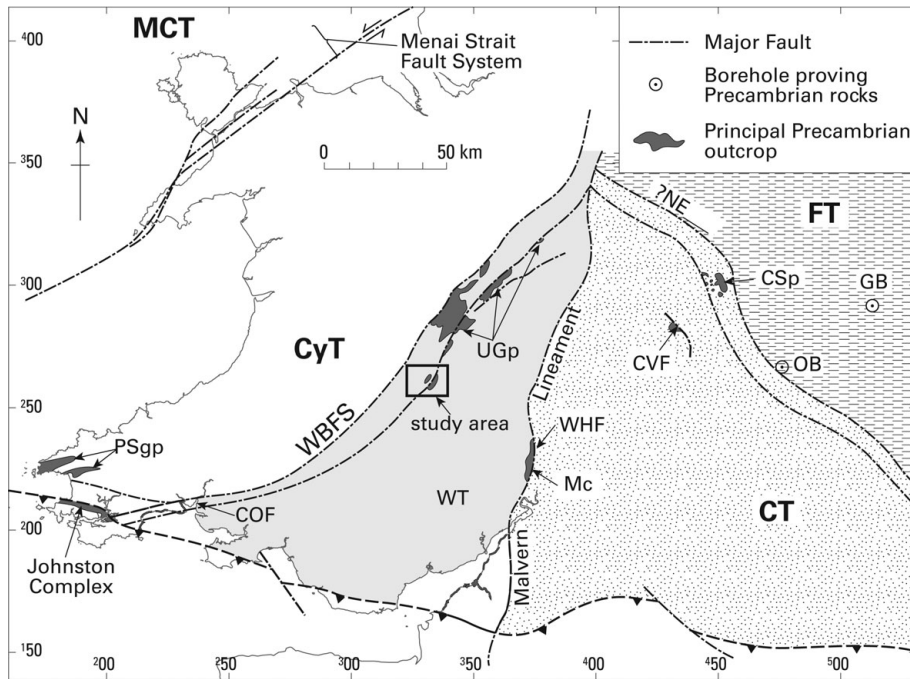 MCT
Menai Strait
Fault System
N
0 50 km
Major Fault
Borehole proving
Precambrian rocks
Principal Precambrian
outcrop
?NE
FT
CSp
GB
UGp
CyT
CVF
OB
study area
WBFS
Lineament
WHF
PSgp
Mc
WT
CT
COF
Johnston
Complex
Malvern
400
350
300
250
200
150
200 250 300 350 400 450 500